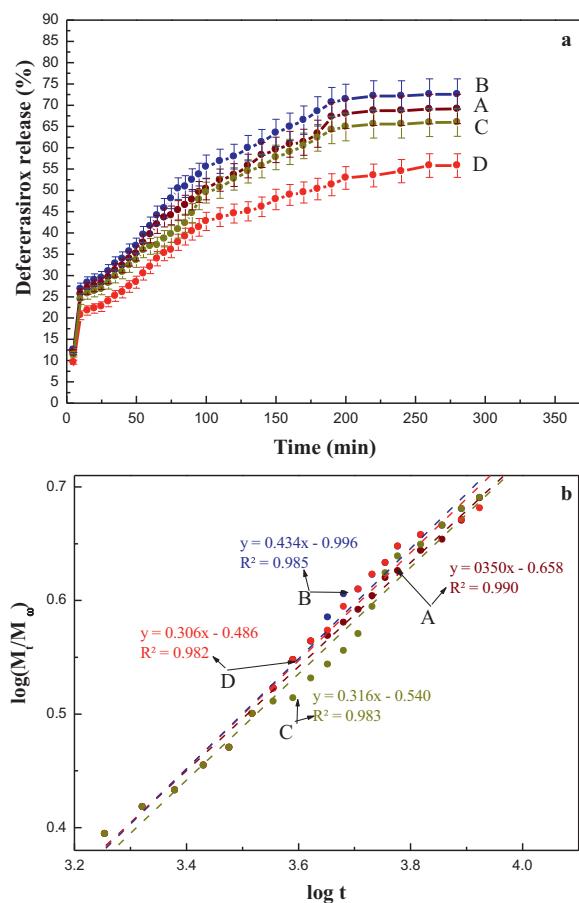 a
90
85
80
75
70
65
60
55
50
45
40
35
30
25
20
15
10
5
0
Defererasirox release (%)
B
A
C
D
0 50 100 150 200 250 300 350
Time (min)
b
0.7
0.6
0.5
0.4
log(Mt/M∞)
y = 0.434x - 0.996
R² = 0.985
B
y = 0350x - 0.658
R² = 0.990
A
y = 0.306x - 0.486
R² = 0.982
D
y = 0.316x - 0.540
R² = 0.983
C
3.2 3.4 3.6 3.8 4.0
log t